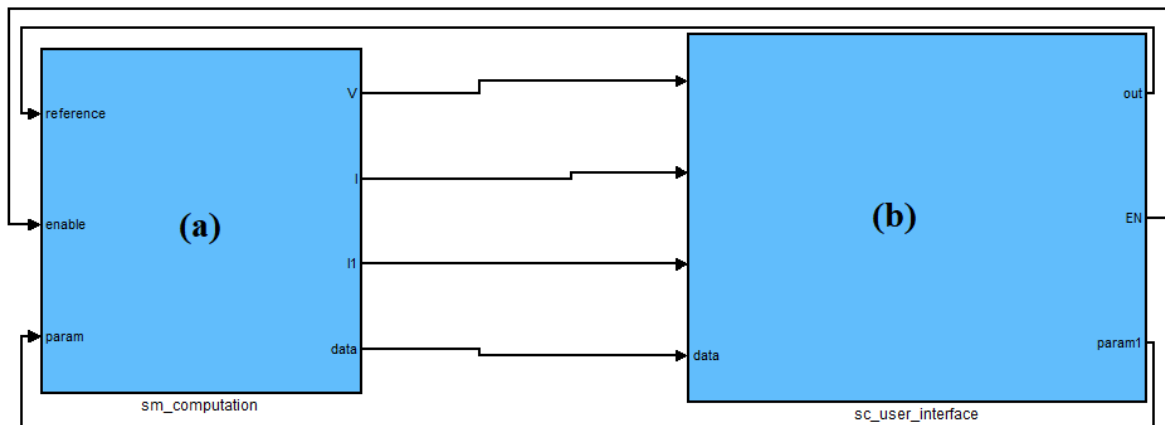 reference
enable
param
(a)
V
I
I1
data
sm_computation
data
(b)
out
EN
param1
sc_user_interface